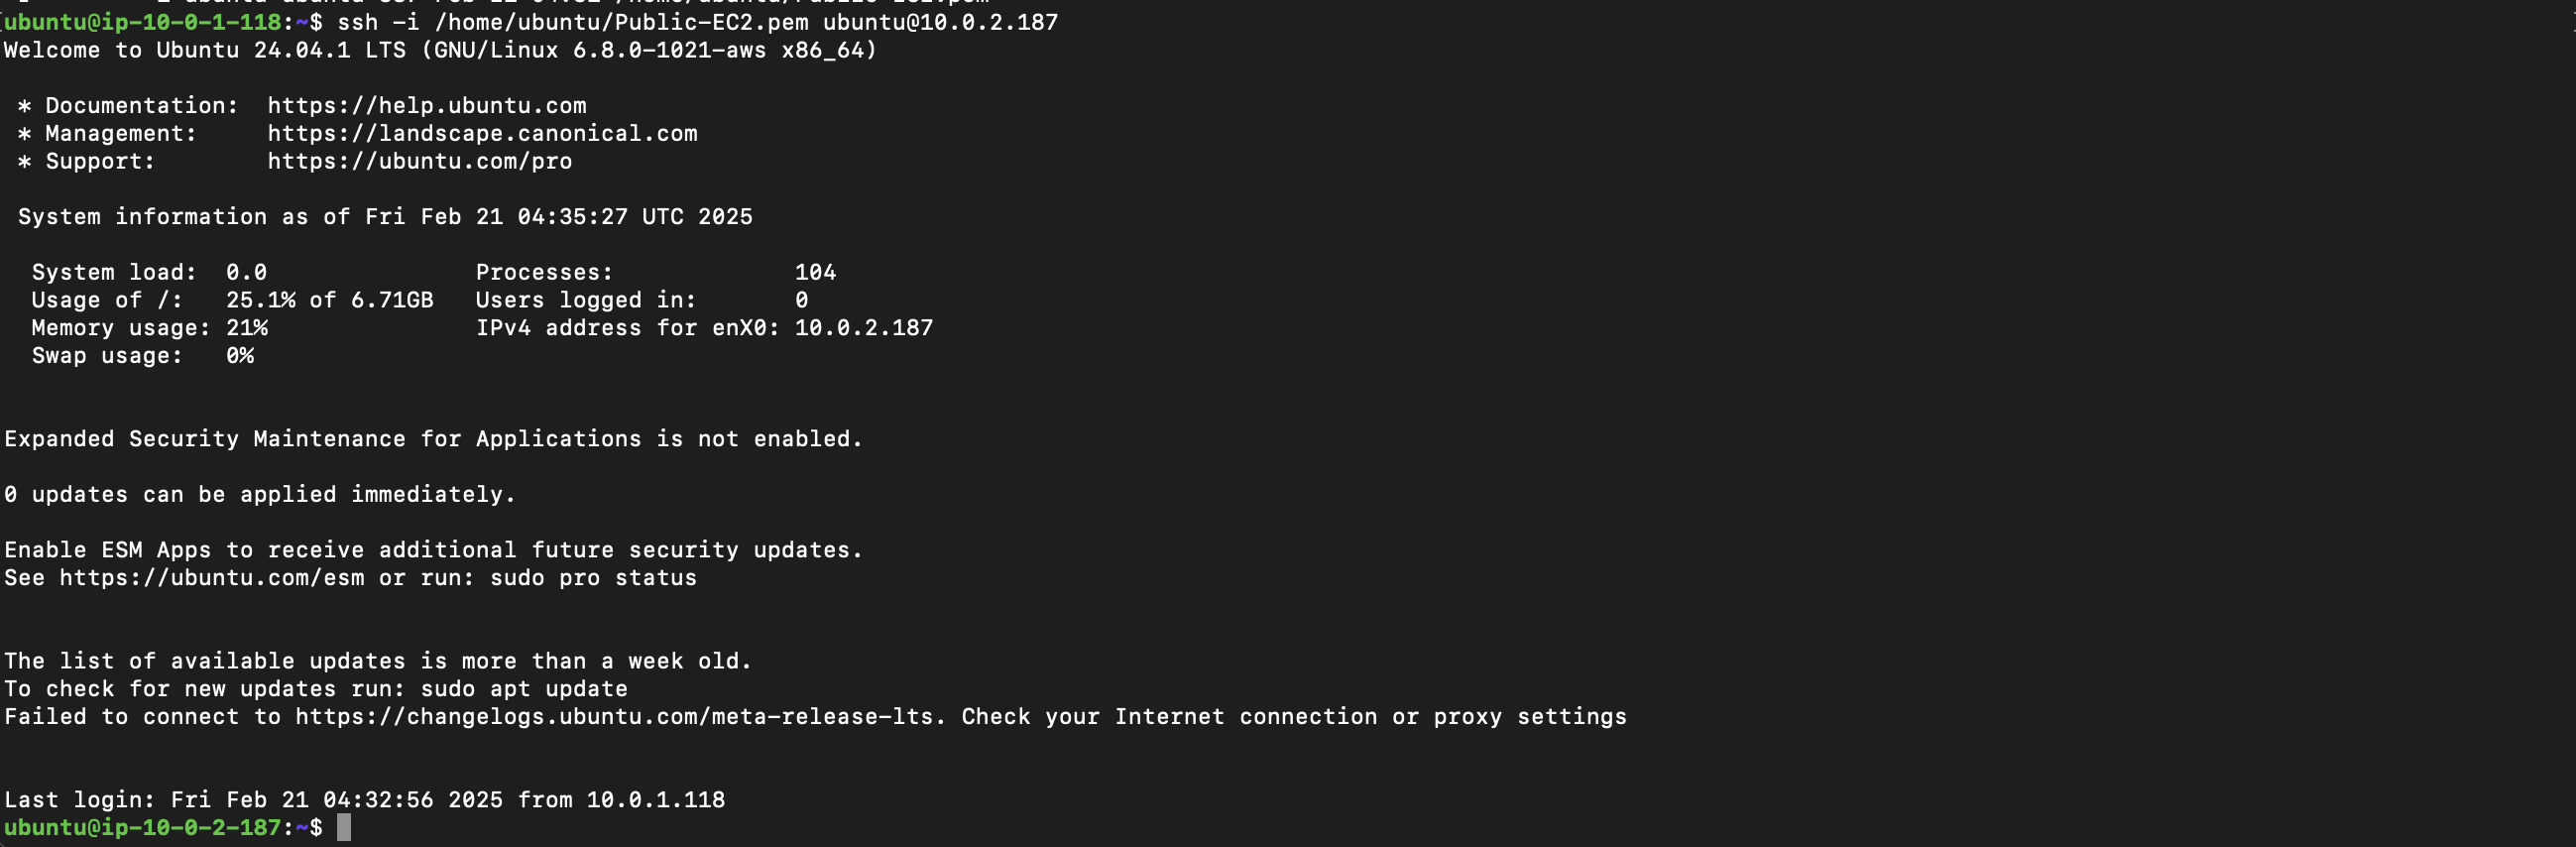 ubuntu@ip-10-0-1-118:~$ ssh -i /home/ubuntu/Public-EC2.pem ubuntu@10.0.2.187
Welcome to Ubuntu 24.04.1 LTS (GNU/Linux 6.8.0-1021-aws x86_64)
* Documentation:  https://help.ubuntu.com
* Management:     https://landscape.canonical.com
* Support:        https://ubuntu.com/pro
System information as of Fri Feb 21 04:35:27 UTC 2025
System load:  0.0               Processes:             104
Usage of /:   25.1% of 6.71GB   Users logged in:       0
Memory usage: 21%               IPv4 address for enX0: 10.0.2.187
Swap usage:   0%
Expanded Security Maintenance for Applications is not enabled.
0 updates can be applied immediately.
Enable ESM Apps to receive additional future security updates.
See https://ubuntu.com/esm or run: sudo pro status
The list of available updates is more than a week old.
To check for new updates run: sudo apt update
Failed to connect to https://changelogs.ubuntu.com/meta-release-lts. Check your Internet connection or proxy settings
Last login: Fri Feb 21 04:32:56 2025 from 10.0.1.118
ubuntu@ip-10-0-2-187:~$